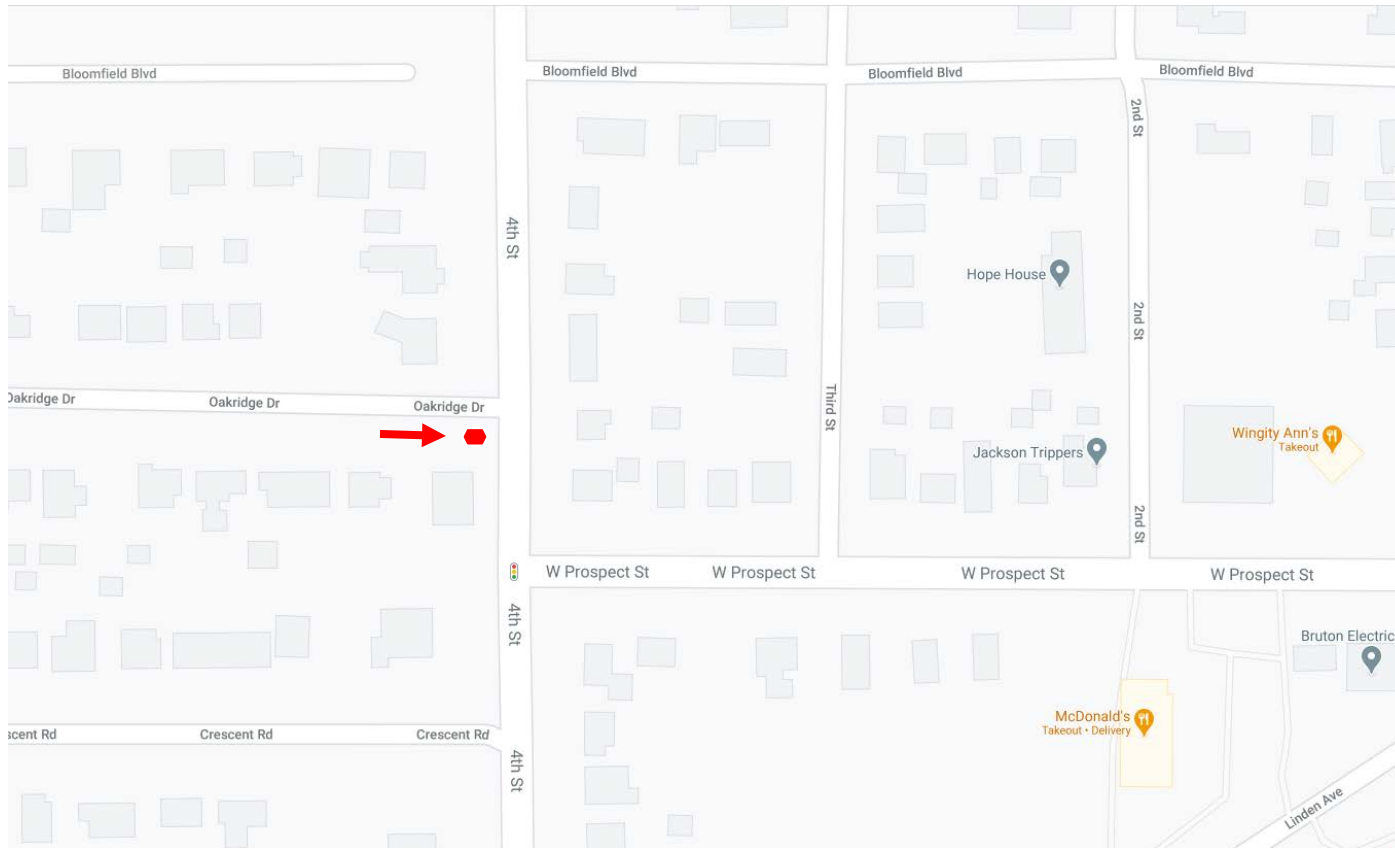 Bloomfield Blvd
Bloomfield Blvd
Bloomfield Blvd
Bloomfield Blvd
2nd St
4th St
Hope House
2nd St
Oakridge Dr
Oakridge Dr
Oakridge Dr
Third St
Wingity Ann's
Takeout
Jackson Trippers
2nd St
W Prospect St
W Prospect St
W Prospect St
W Prospect St
4th St
Bruton Electric
McDonald's
Takeout • Delivery
scent Rd
Crescent Rd
Crescent Rd
4th St
Linden Ave